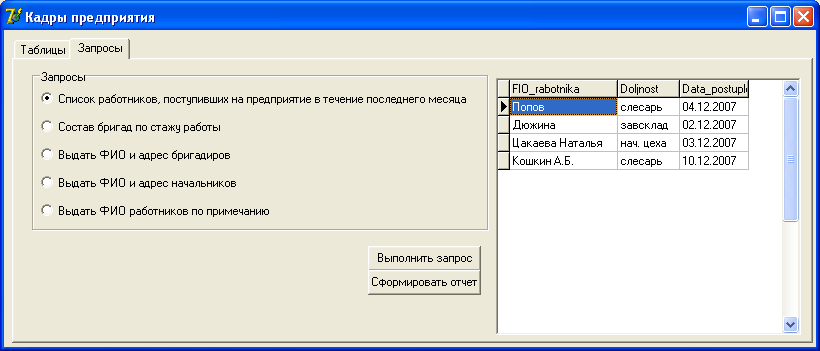 Кадры предприятия
Таблицы Запросы
Запросы
Список работников, поступивших на предприятие в течение последнего месяца
Состав бригад по стажу работы
Выдать ФИО и адрес бригадиров
Выдать ФИО и адрес начальников
Выдать ФИО работников по примечанию
Выполнить запрос
Сформировать отчет
FIO_rabotnika Doljnost Data_postuple
Попов слесарь 04.12.2007
Дюжина завсклад 02.12.2007
Цакаева Наталья нач. цеха 03.12.2007
Кошкин А.Б. слесарь 10.12.2007